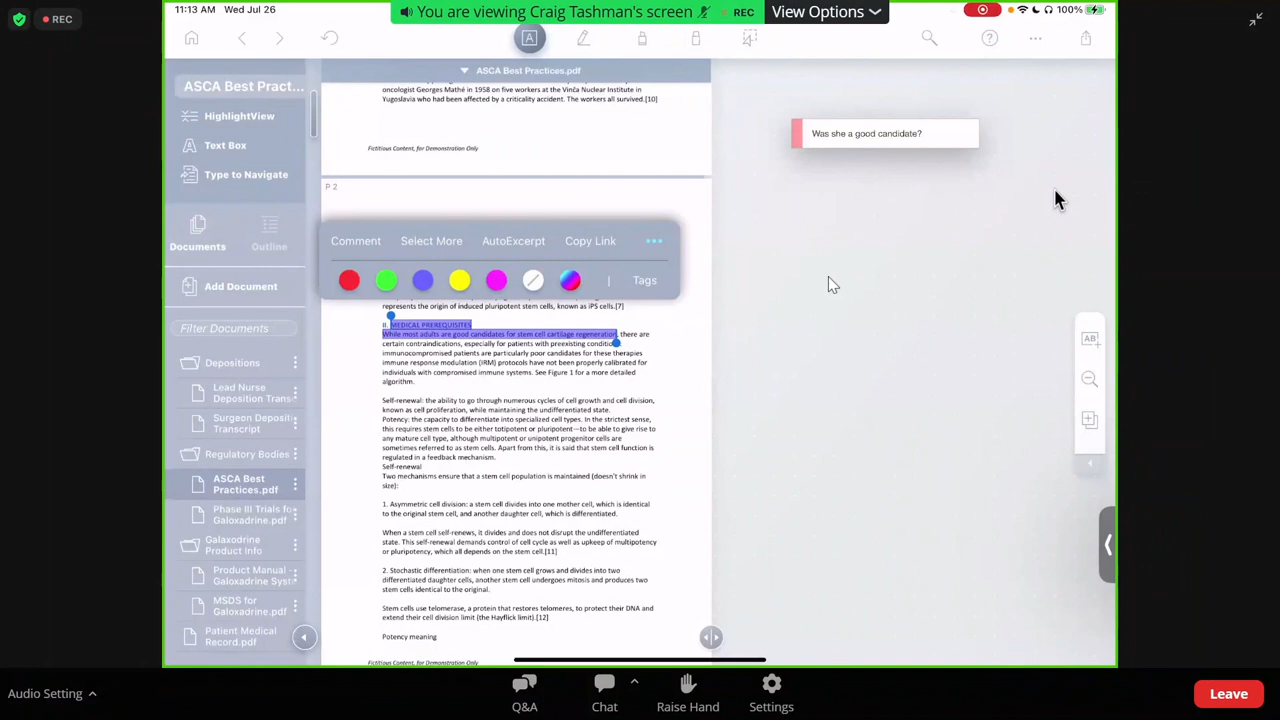 REC
11:13 AM Wed Jul 26
You are viewing Craig Tashman's screen
REC
View Options
100%
ASCA Best Pract...
HighlightView
Text Box
Type to Navigate
Documents
Outline
Add Document
Filter Documents
Depositions
Lead Nurse
Deposition Trans
Surgeon Deposit
Transcript
Regulatory Bodies
ASCA Best
Practices.pdf
Phase III Trials for
Galoxadrine.pdf
Galaxodrine
Product Info
Product Manual -
Galoxadrine Syst
MSDS for
Galoxadrine.pdf
Patient Medical
Record.pdf
ASCA Best Practices.pdf
oncologist Georges Mathé in 1958 on five workers at the Vinča Nuclear Institute in
Yugoslavia who had been affected by a criticality accident. The workers all survived.[10]
Fictitious Content, for Demonstration Only
P 2
Comment
Select More
AutoExcerpt
Copy Link
Tags
represents the origin of induced pluripotent stem cells, known as iPS cells.[7]
II. MEDICAL PREREQUISITES
While most adults are good candidates for stem cell cartilage regeneration, there are
certain contraindications, especially for patients with preexisting conditio
immunocompromised patients are particularly poor candidates for these therapies
immune response modulation (iRM) protocols have not been properly calibrated for
individuals with compromised immune systems. See Figure 1 for a more detailed
algorithm.
Self-renewal: the ability to go through numerous cycles of cell growth and cell division,
known as cell proliferation, while maintaining the undifferentiated state.
Potency: the capacity to differentiate into specialized cell types. In the strictest sense,
this requires stem cells to be either totipotent or pluripotent—to be able to give rise to
any mature cell type, although multipotent or unipotent progenitor cells are
sometimes referred to as stem cells. Apart from this, it is said that stem cell function is
regulated in a feedback mechanism.
Self-renewal
Two mechanisms ensure that a stem cell population is maintained (doesn't shrink in
size):
1. Asymmetric cell division: a stem cell divides into one mother cell, which is identical
to the original stem cell, and another daughter cell, which is differentiated.
When a stem cell self-renews, it divides and does not disrupt the undifferentiated
state. This self-renewal demands control of cell cycle as well as upkeep of multipotency
or pluripotency, which all depends on the stem cell.[11]
2. Stochastic differentiation: when one stem cell grows and divides into two
differentiated daughter cells, another stem cell undergoes mitosis and produces two
stem cells identical to the original.
Stem cells use telomerase, a protein that restores telomeres, to protect their DNA and
extend their cell division limit (the Hayflick limit).[12]
Potency meaning
Fictitious Content, for Demonstration Only
Was she a good candidate?
AB
Audio Setting
Q&A
Chat
Raise Hand
Settings
Leave